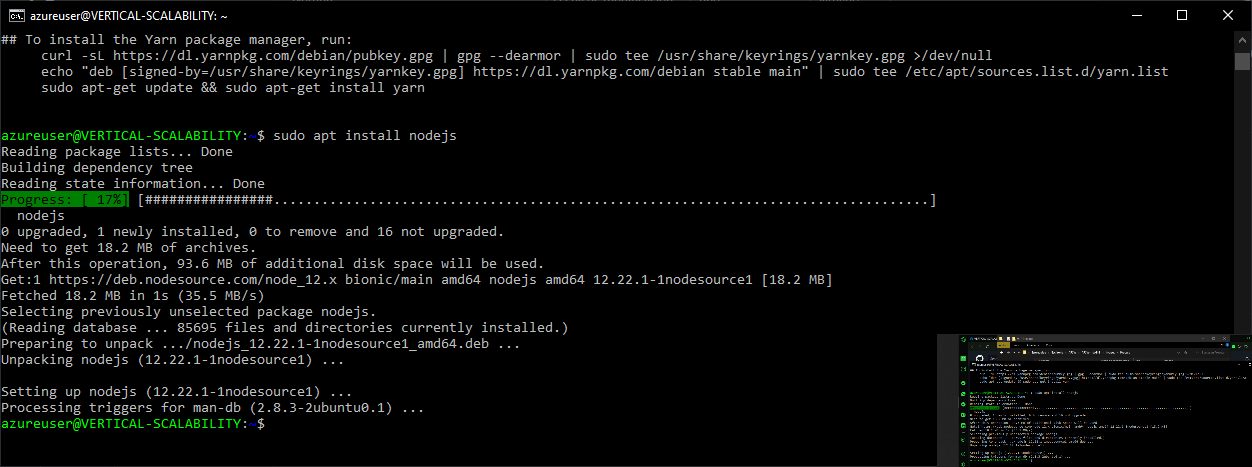 azureuser@VERTICAL-SCALABILITY: ~
## To install the Yarn package manager, run:
     curl -sL https://dl.yarnpkg.com/debian/pubkey.gpg | gpg --dearmor | sudo tee /usr/share/keyrings/yarnkey.gpg >/dev/null
     echo "deb [signed-by=/usr/share/keyrings/yarnkey.gpg] https://dl.yarnpkg.com/debian stable main" | sudo tee /etc/apt/sources.list.d/yarn.list
     sudo apt-get update && sudo apt-get install yarn
azureuser@VERTICAL-SCALABILITY:~$ sudo apt install nodejs
Reading package lists... Done
Building dependency tree
Reading state information... Done
Progress: [ 17%] [################..................................................................................]
  nodejs
0 upgraded, 1 newly installed, 0 to remove and 16 not upgraded.
Need to get 18.2 MB of archives.
After this operation, 93.6 MB of additional disk space will be used.
Get:1 https://deb.nodesource.com/node_12.x bionic/main amd64 nodejs amd64 12.22.1-1nodesource1 [18.2 MB]
Fetched 18.2 MB in 1s (35.5 MB/s)
Selecting previously unselected package nodejs.
(Reading database ... 85695 files and directories currently installed.)
Preparing to unpack .../nodejs_12.22.1-1nodesource1_amd64.deb ...
Unpacking nodejs (12.22.1-1nodesource1) ...
Setting up nodejs (12.22.1-1nodesource1) ...
Processing triggers for man-db (2.8.3-2ubuntu0.1) ...
azureuser@VERTICAL-SCALABILITY:~$